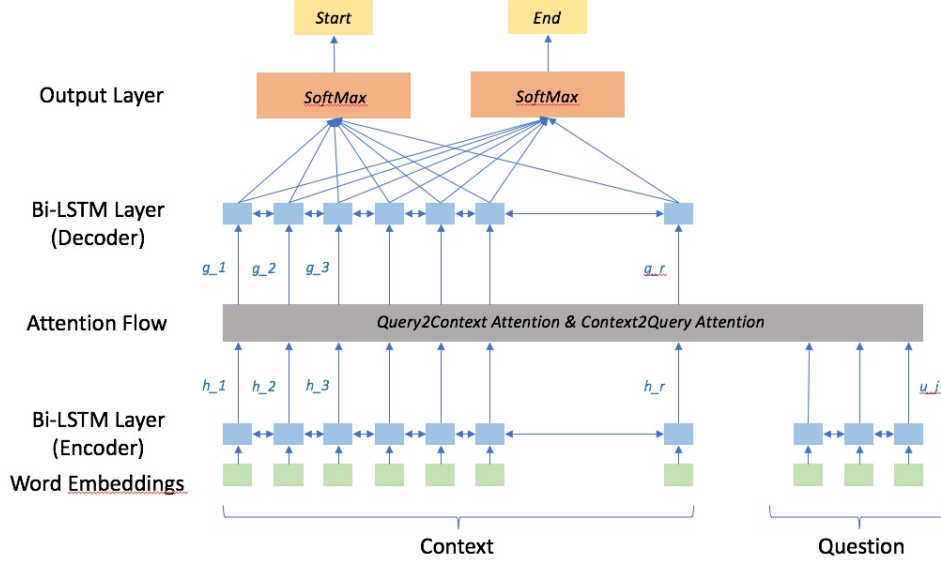 Start
End
Output Layer
SoftMax
SoftMax
Bi-LSTM Layer
(Decoder)
g_1
g_2
g_3
g_r
Attention Flow
Query2Context Attention & Context2Query Attention
h_1
h_2
h_3
h_r
u_j
Bi-LSTM Layer
(Encoder)
Word Embeddings
Context
Question